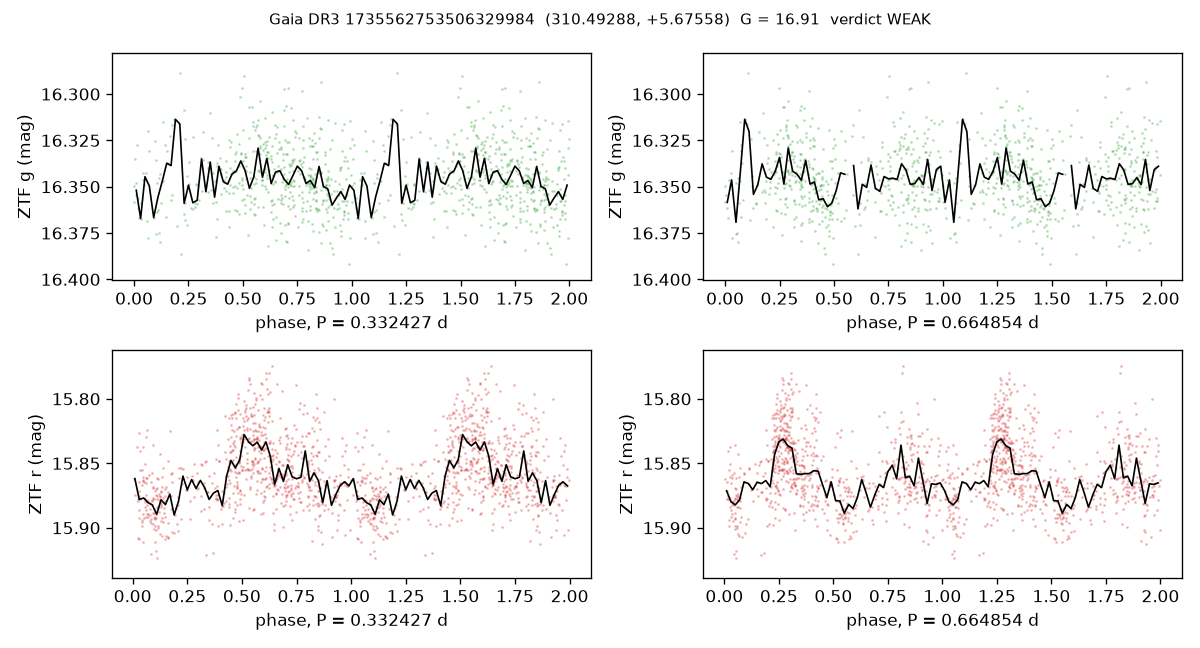 Gaia DR3 1735562753506329984 (310.49288, +5.67558) G = 16.91 verdict WEAK
ZTF g (mag)
16.300
16.325
16.350
16.375
16.400
0.00 0.25 0.50 0.75 1.00 1.25 1.50 1.75 2.00
phase, P = 0.332427 d
ZTF g (mag)
16.300
16.325
16.350
16.375
16.400
0.00 0.25 0.50 0.75 1.00 1.25 1.50 1.75 2.00
phase, P = 0.664854 d
ZTF r (mag)
15.80
15.85
15.90
0.00 0.25 0.50 0.75 1.00 1.25 1.50 1.75 2.00
phase, P = 0.332427 d
ZTF r (mag)
15.80
15.85
15.90
0.00 0.25 0.50 0.75 1.00 1.25 1.50 1.75 2.00
phase, P = 0.664854 d